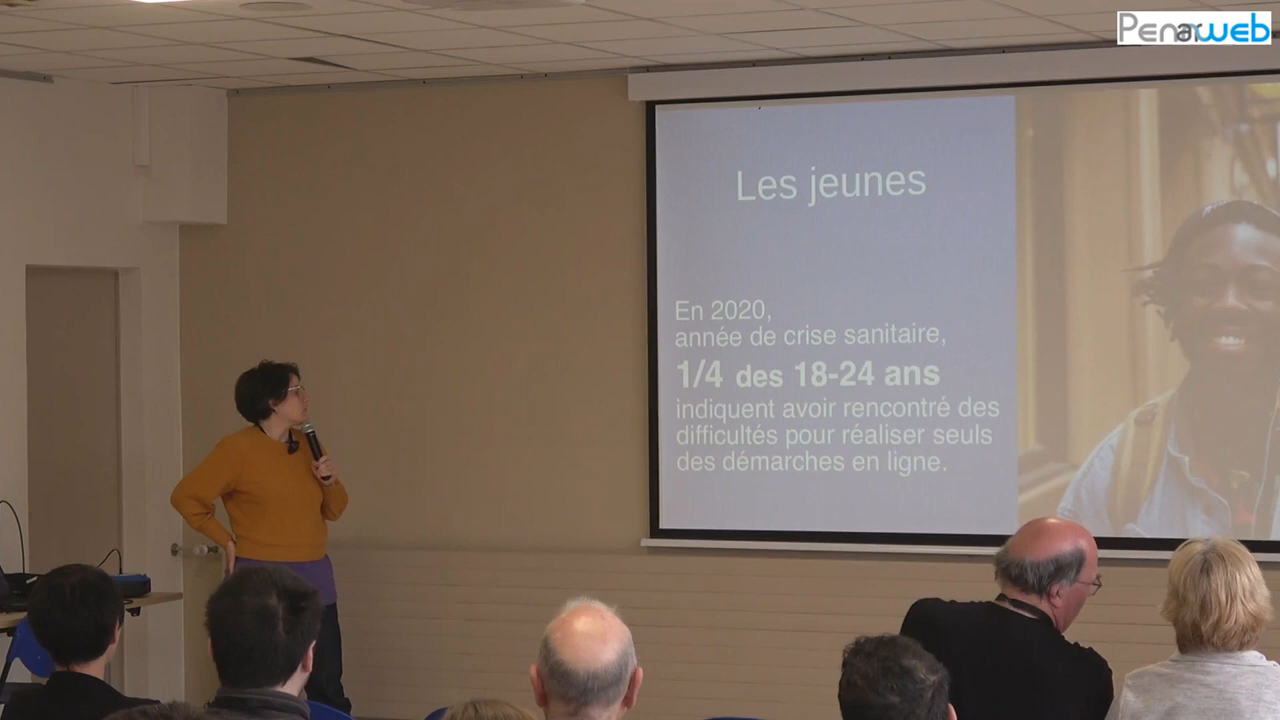 Penarweb
Les jeunes
En 2020,
année de crise sanitaire,
1/4 des 18-24 ans
indiquent avoir rencontré des
difficultés pour réaliser seuls
des démarches en ligne.